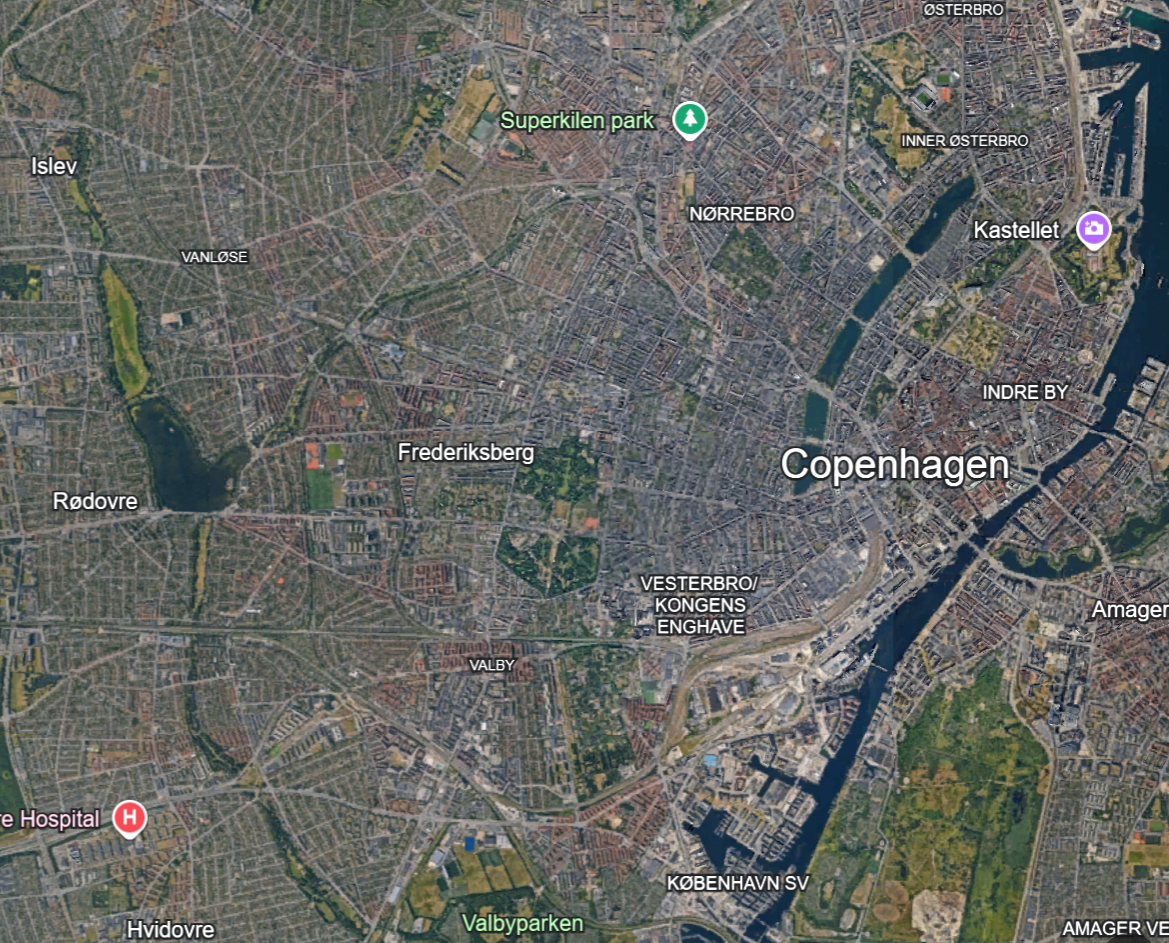 ØSTERBRO
Superkilen park
INNER ØSTERBRO
Islev
NØRREBRO
Kastellet
VANLØSE
INDRE BY
Frederiksberg
Copenhagen
Rødovre
VESTERBRO/
KONGENS
ENGHAVE
Amager
VALBY
re Hospital
H
KØBENHAVN SV
Valbyparken
Hvidovre
AMAGER VE